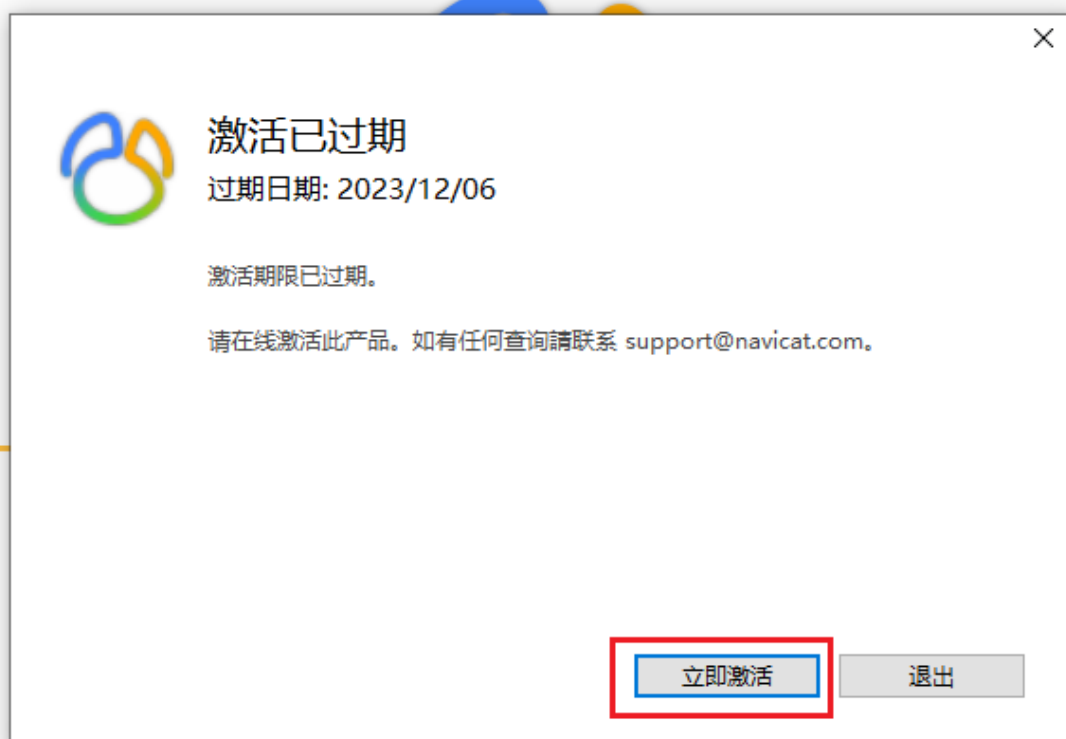 激活已过期
过期日期: 2023/12/06
激活期限已过期。
请在线激活此产品。如有任何查询請联系 support@navicat.com。
立即激活
退出